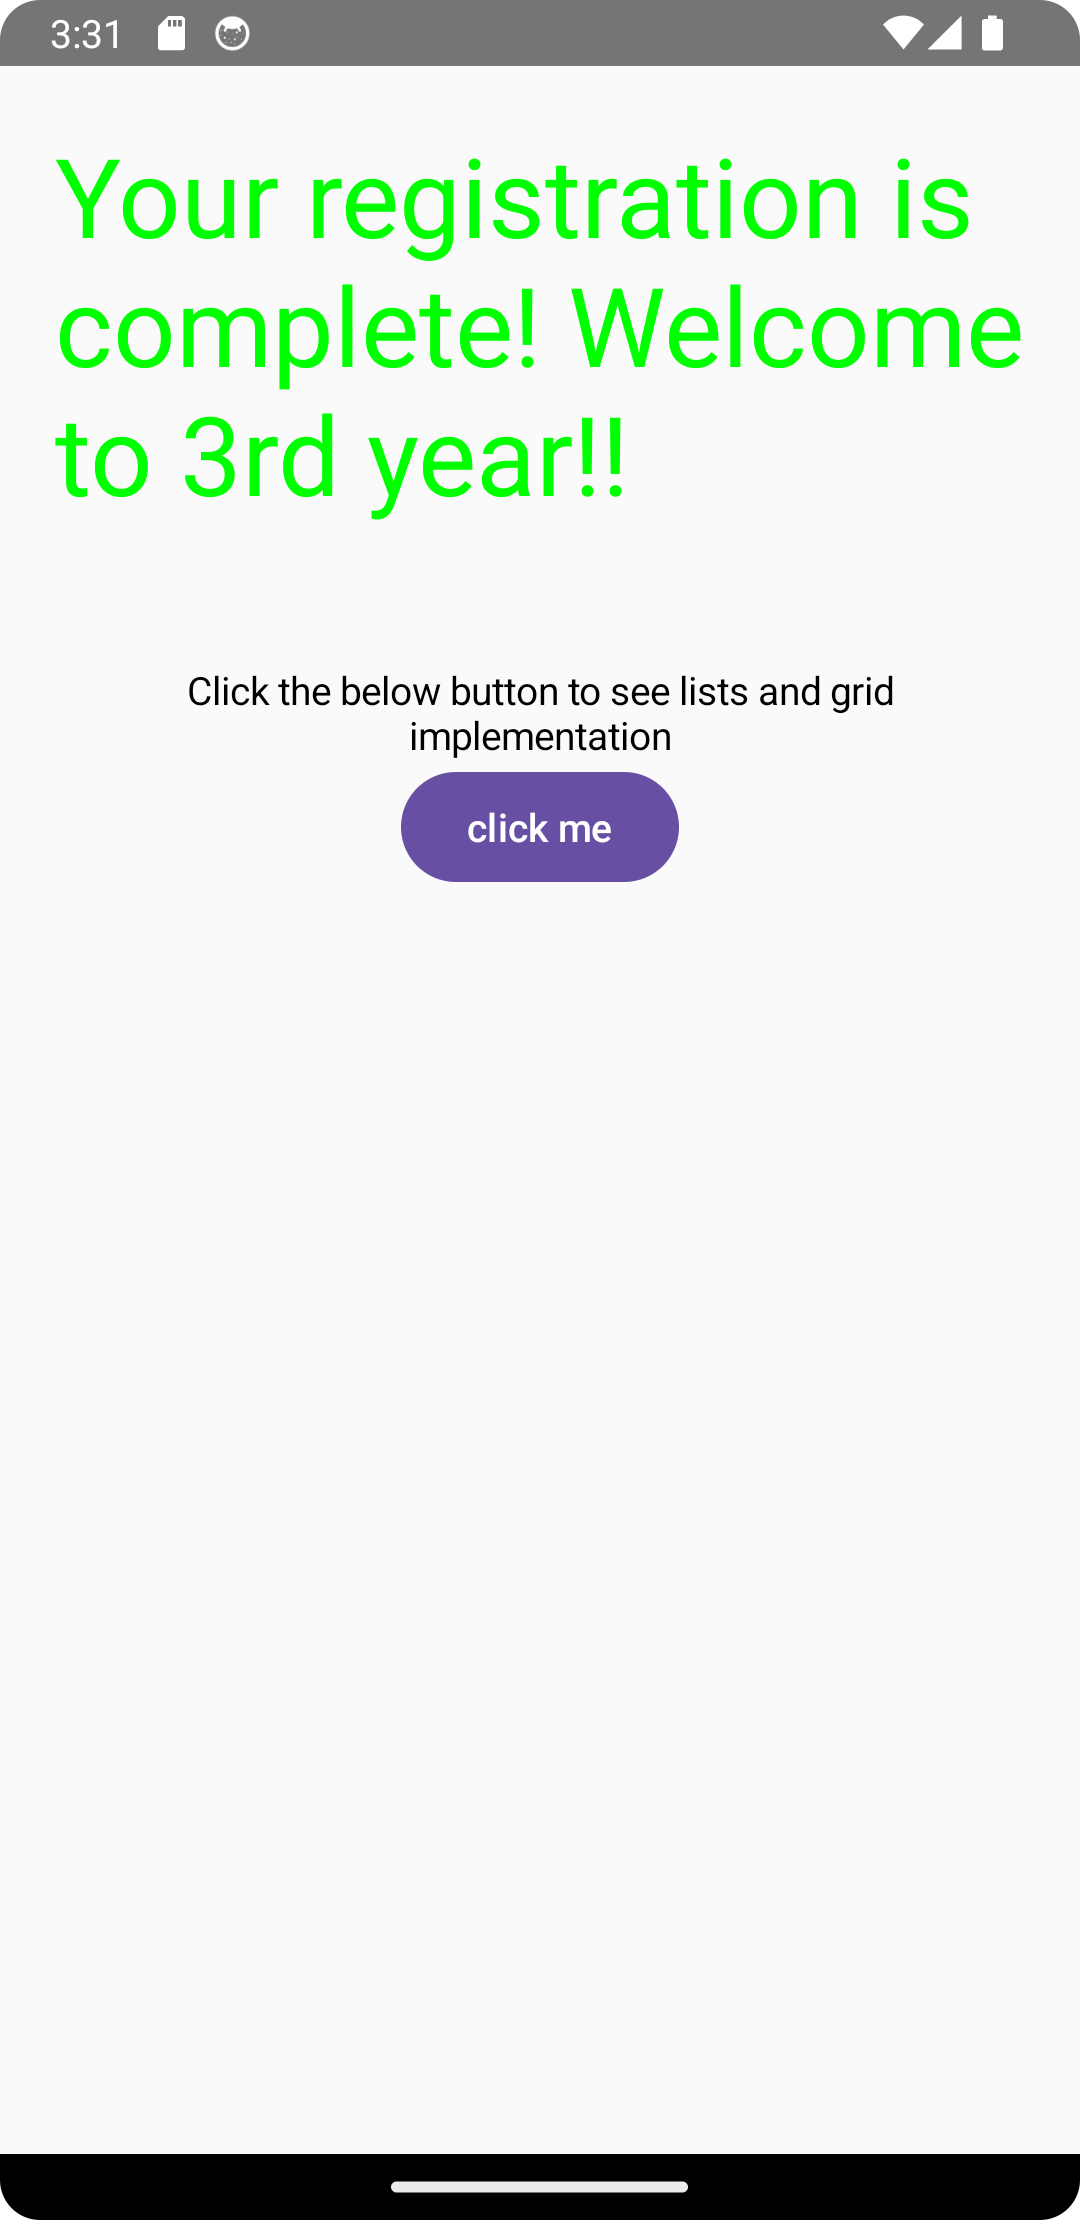 3:31
Your registration is
complete! Welcome
to 3rd year!!
Click the below button to see lists and grid
implementation
click me